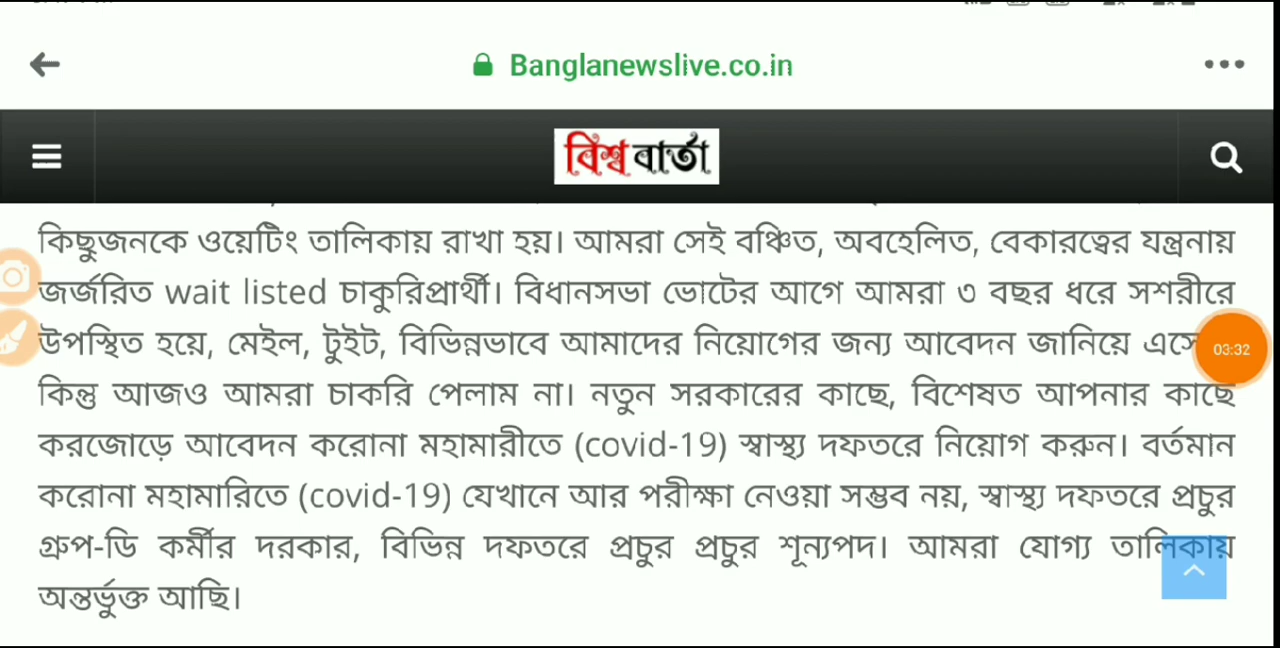 Banglanewslive.co.in
বিশ্ব বার্তা
কিছুজনকে ওয়েটিং তালিকায় রাখা হয়। আমরা সেই বঞ্চিত, অবহেলিত, বেকারত্বের যন্ত্রনায়
জর্জরিত wait listed চাকুরিপ্রার্থী। বিধানসভা ভোটের আগে আমরা ৩ বছর ধরে সশরীরে
উপস্থিত হয়ে, মেইল, টুইট, বিভিন্নভাবে আমাদের নিয়োগের জন্য আবেদন জানিয়ে
03:32
কিন্তু আজও আমরা চাকরি পেলাম না। নতুন সরকারের কাছে, বিশেষত আপনার কাছে
করজোড়ে আবেদন করোনা মহামারীতে (covid-19) স্বাস্থ্য দফতরে নিয়োগ করুন। বর্তমান
করোনা মহামারিতে (covid-19) যেখানে আর পরীক্ষা নেওয়া সম্ভব নয়, স্বাস্থ্য দফতরে প্রচুর
গ্রুপ-ডি কর্মীর দরকার, বিভিন্ন দফতরে প্রচুর প্রচুর শূন্যপদ। আমরা যোগ্য তালিকায়
অন্তর্ভুক্ত আছি।